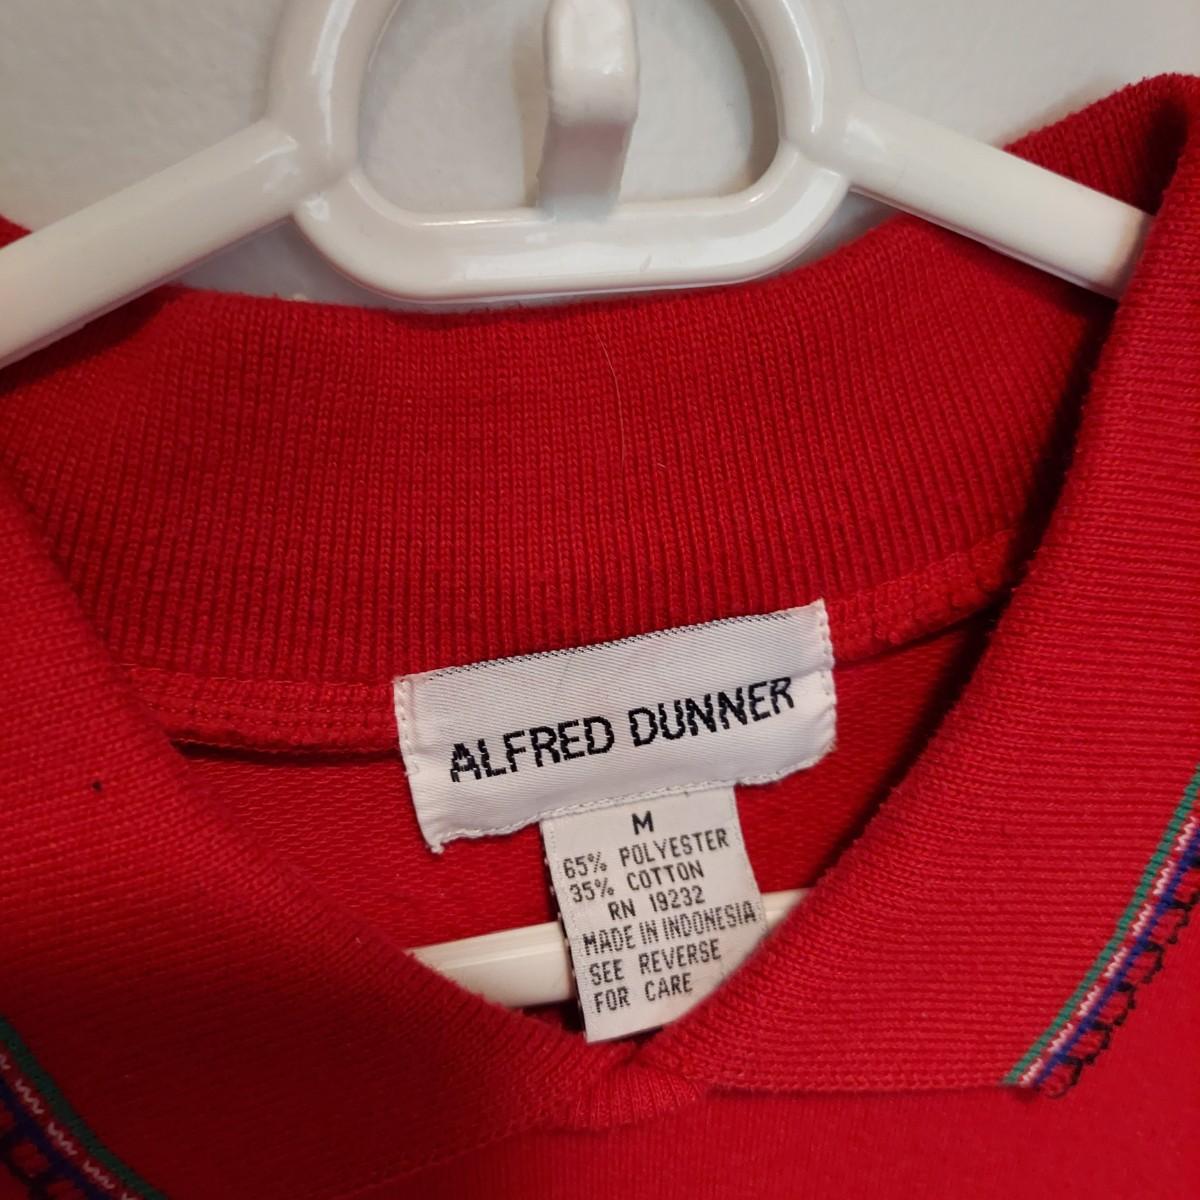 ALFRED DUNNER
M
65% POLYESTER
35% COTTON
RN 19232
MADE IN INDONESIA
SEE REVERSE
FOR CARE